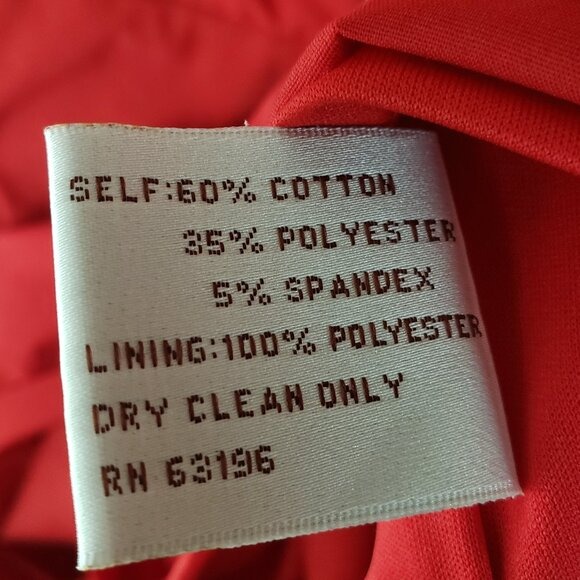 SELF:60% COTTON
35% POLYESTER
5% SPANDEX
LINING:100% POLYESTER
DRY CLEAN ONLY
RN 63196